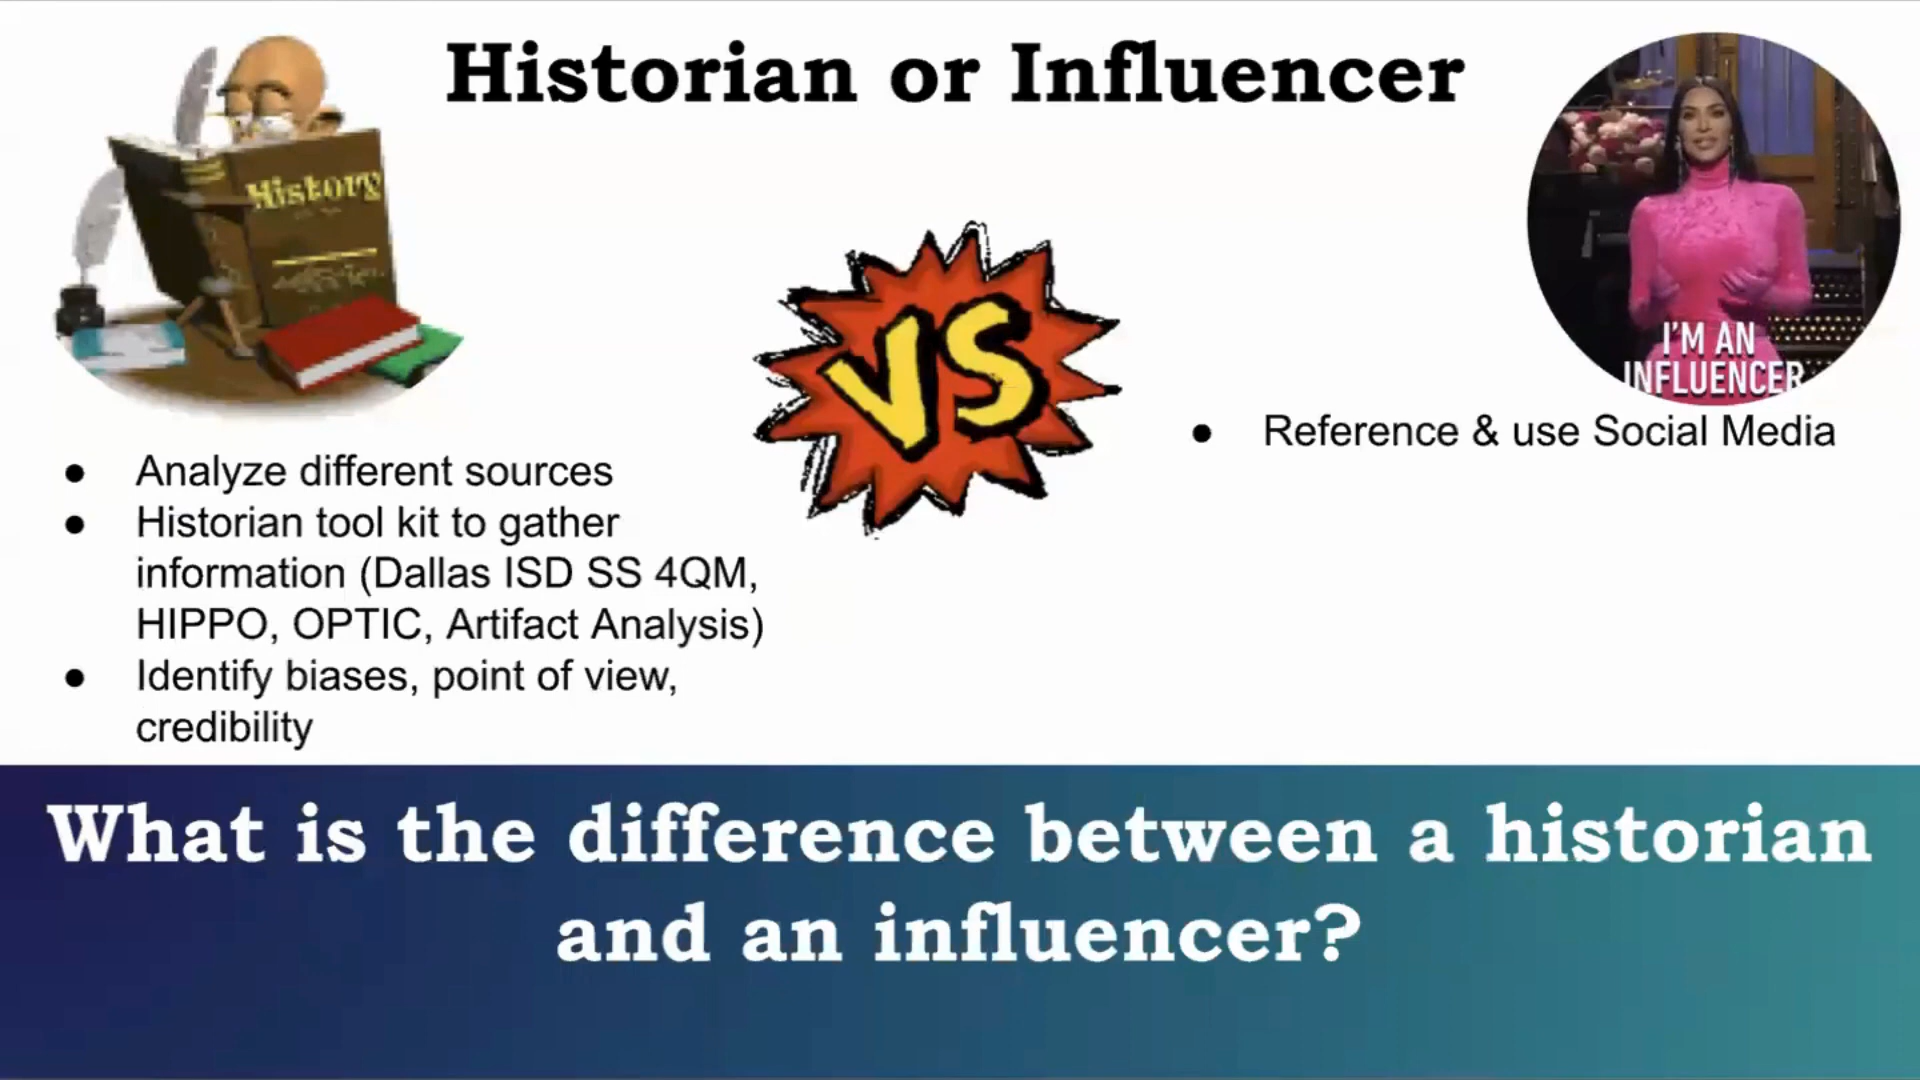 Historian or Influencer
History
VS
I'M AN
INFLUENCER
● Analyze different sources
● Historian tool kit to gather
information (Dallas ISD SS 4QM,
HIPPO, OPTIC, Artifact Analysis)
● Identify biases, point of view,
credibility
● Reference & use Social Media
What is the difference between a historian
and an influencer?